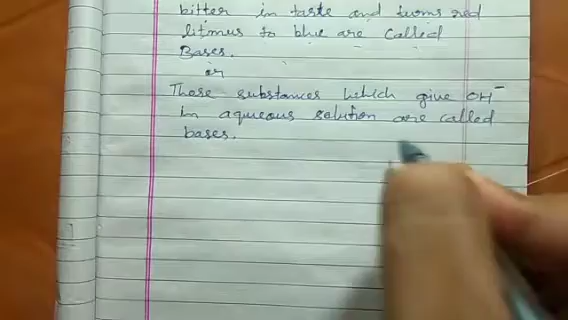 bitter in taste and turns red
litmus to blue are called
Bases.
or
Those substances which give OH⁻
in aqueous solution are called
bases.